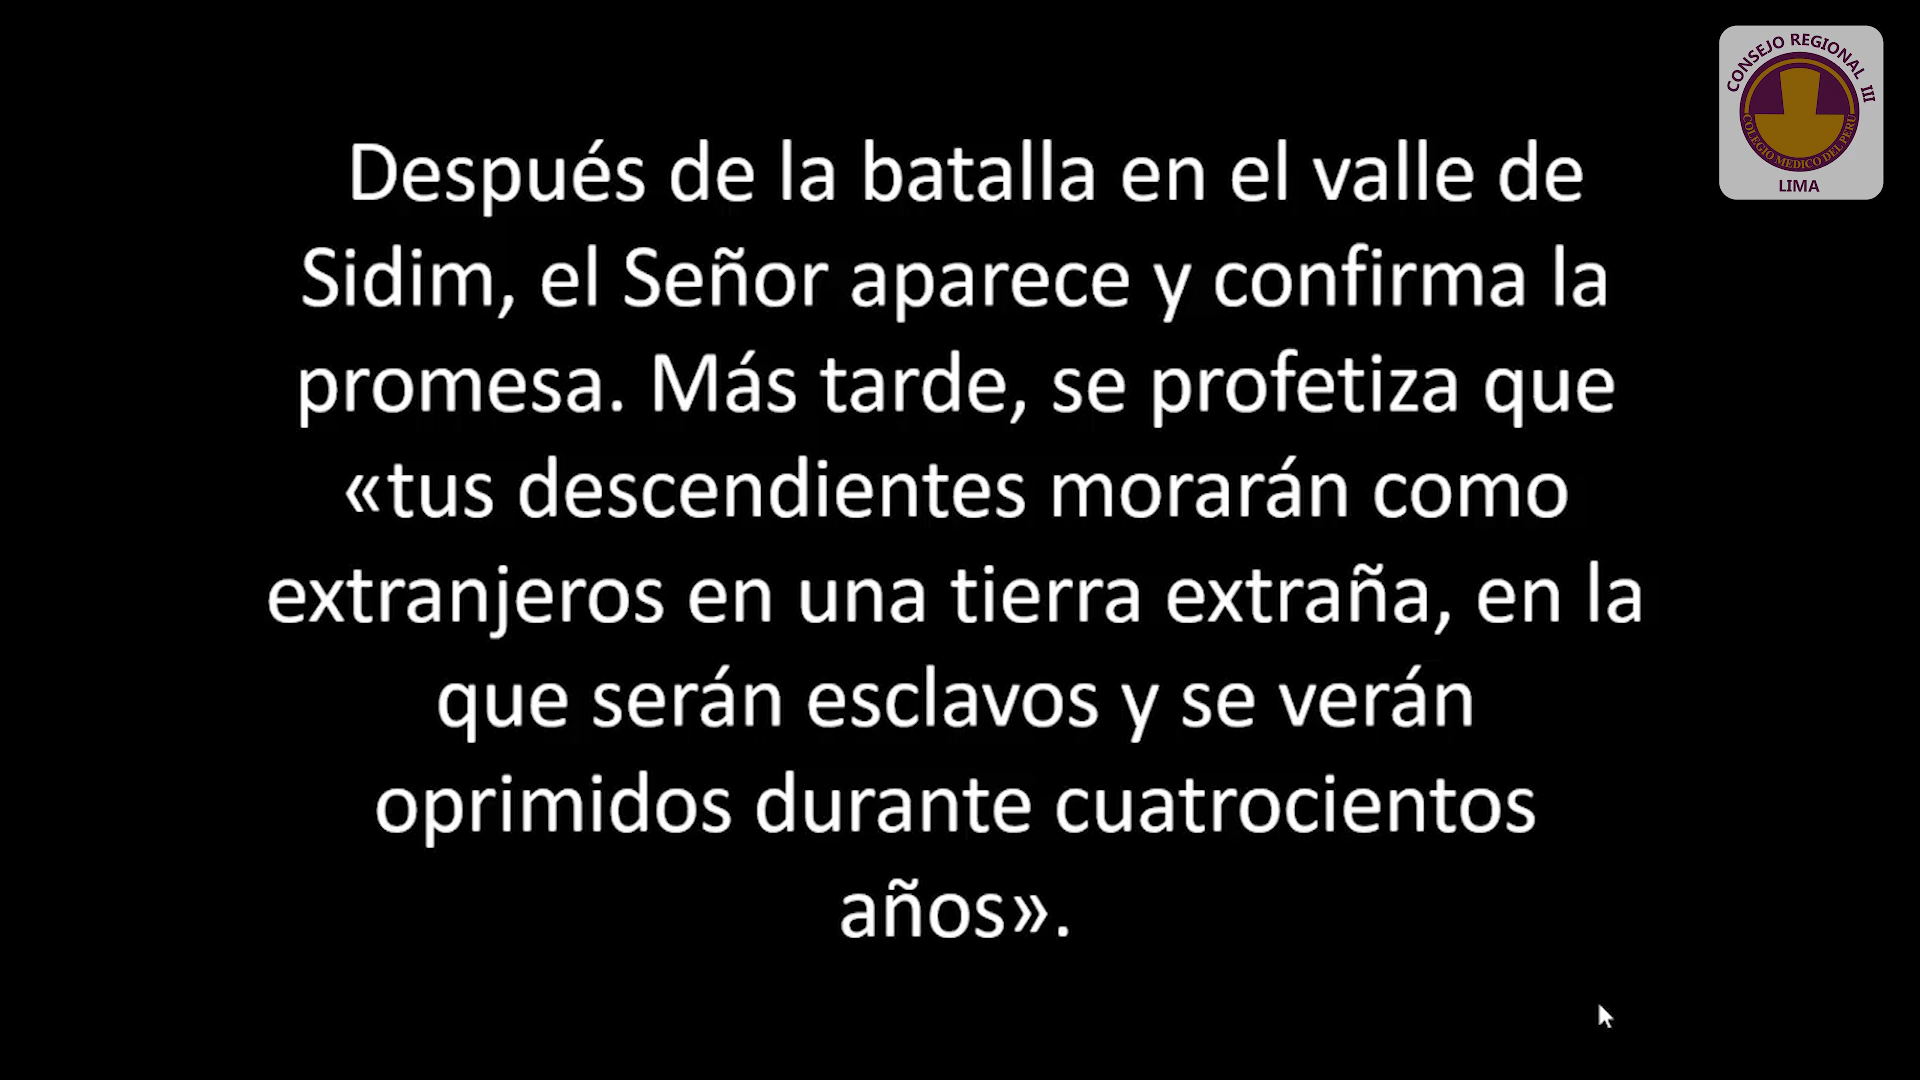 CONSEJO REGIONAL III
COLEGIO MEDICO DEL PERU
LIMA
Después de la batalla en el valle de
Sidim, el Señor aparece y confirma la
promesa. Más tarde, se profetiza que
«tus descendientes morarán como
extranjeros en una tierra extraña, en la
que serán esclavos y se verán
oprimidos durante cuatrocientos
años».